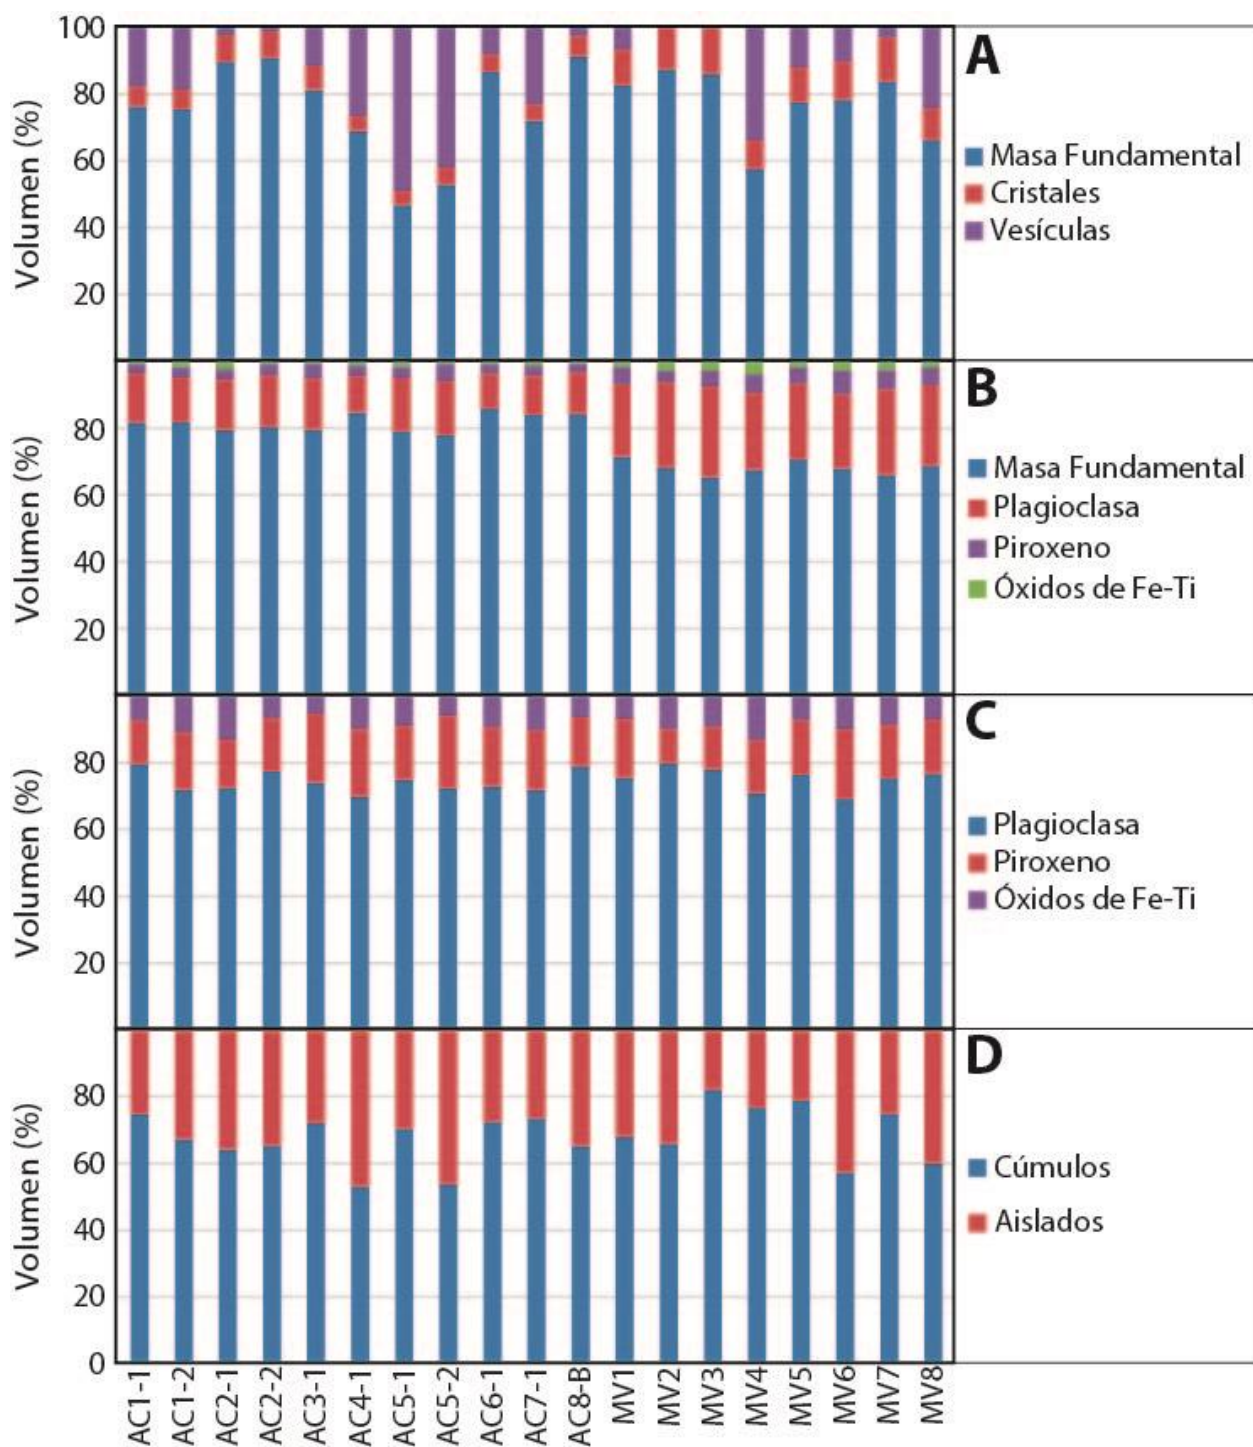 100
80
60
40
20
Volumen (%)
A
Masa Fundamental
Cristales
Vesículas
80
60
40
20
Volumen (%)
B
Masa Fundamental
Plagioclasa
Piroxeno
Óxidos de Fe-Ti
80
60
40
20
Volumen (%)
C
Plagioclasa
Piroxeno
Óxidos de Fe-Ti
80
60
40
20
0
Volumen (%)
D
Cúmulos
Aislados
AC1-1
AC1-2
AC2-1
AC2-2
AC3-1
AC4-1
AC5-1
AC5-2
AC6-1
AC7-1
AC8-B
MV1
MV2
MV3
MV4
MV5
MV6
MV7
MV8